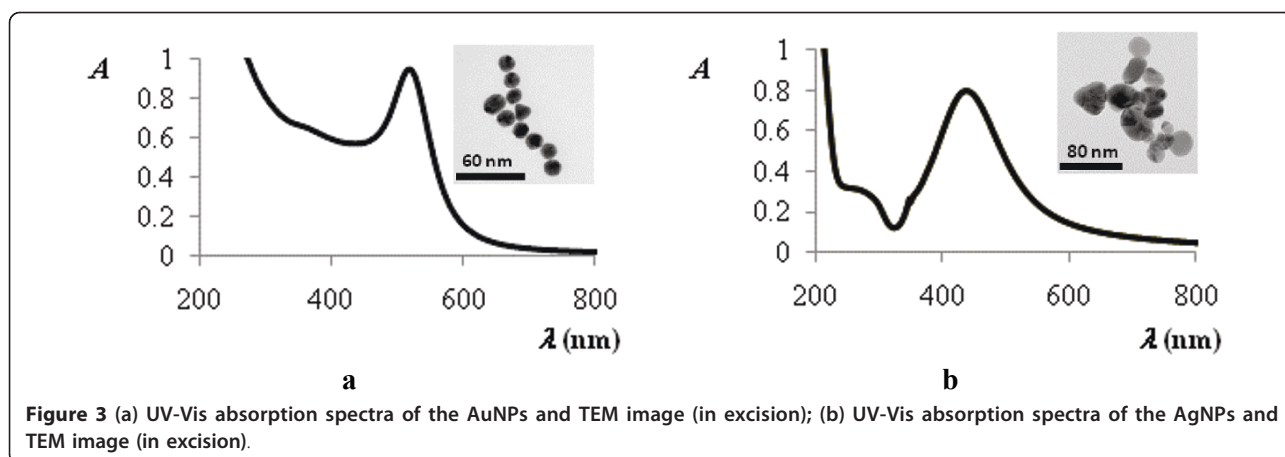 A
1
0.8
0.6
0.4
0.2
0
200 400 600 800
λ (nm)
60 nm
a
A
1
0.8
0.6
0.4
0.2
0
200 400 600 800
λ (nm)
80 nm
b
Figure 3 (a) UV-Vis absorption spectra of the AuNPs and TEM image (in excision); (b) UV-Vis absorption spectra of the AgNPs and
TEM image (in excision).